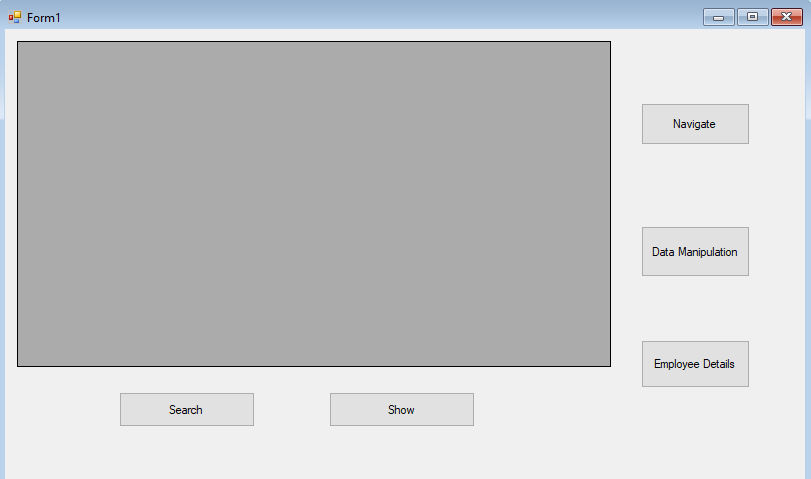 Form1
Navigate
Data Manipulation
Employee Details
Search
Show